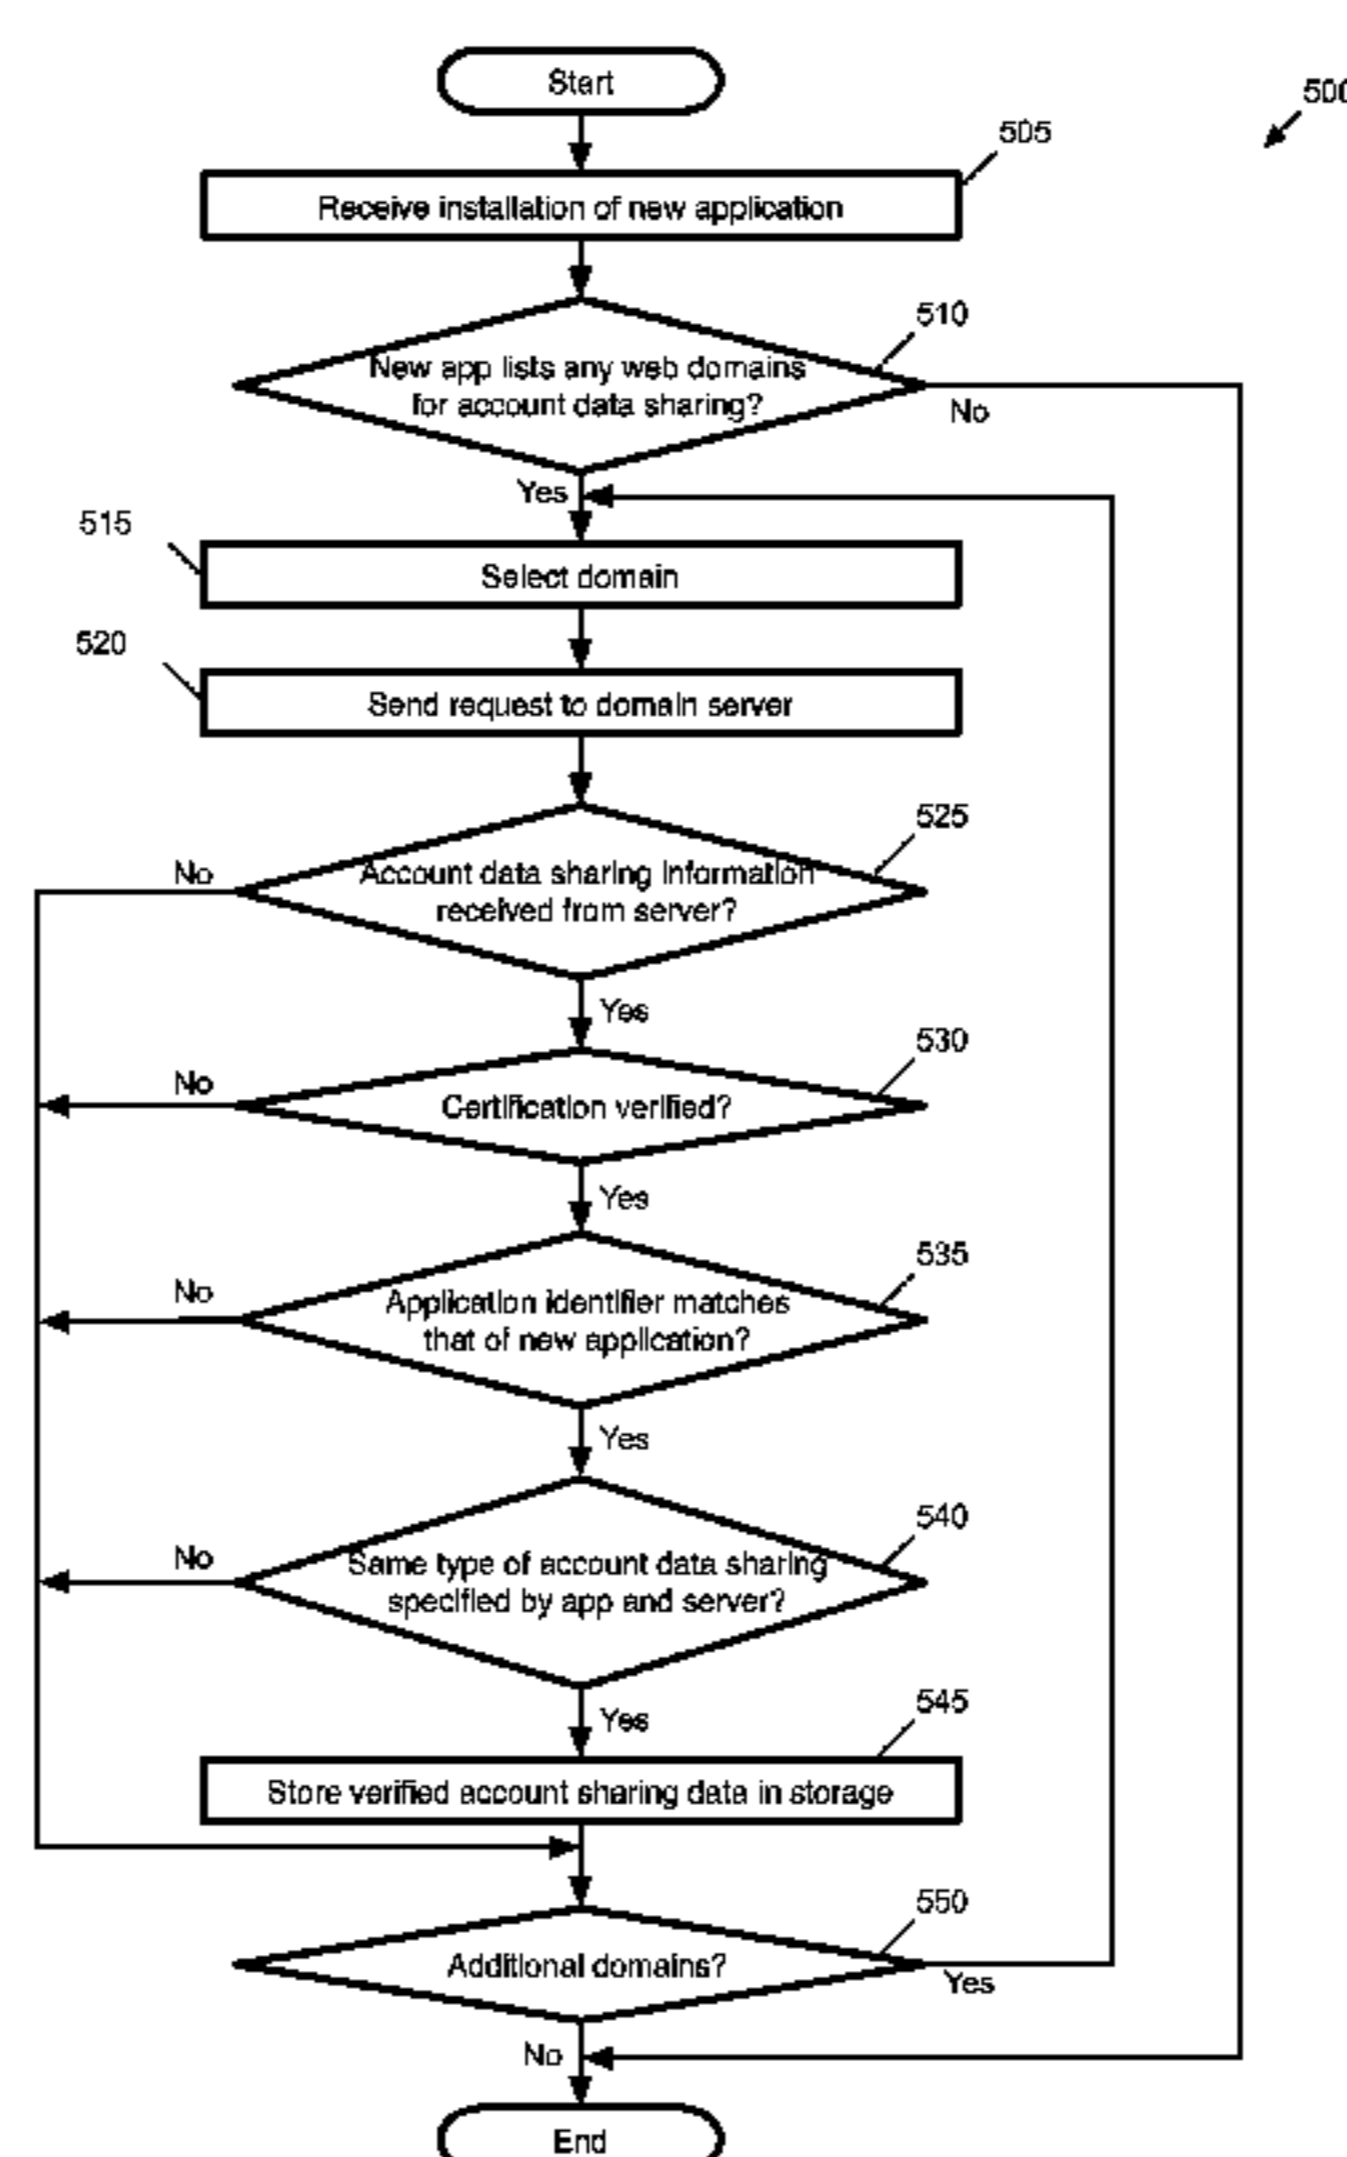 Start
500
505
Receive installation of new application
510
New app lists any web domains
for account data sharing?
No
Yes
515
Select domain
520
Send request to domain server
525
No
Account data sharing information
received from server?
Yes
530
No
Certification verified?
Yes
535
No
Application identifier matches
that of new application?
Yes
540
No
Same type of account data sharing
specified by app and server?
Yes
545
Store verified account sharing data in storage
550
Additional domains?
Yes
No
End